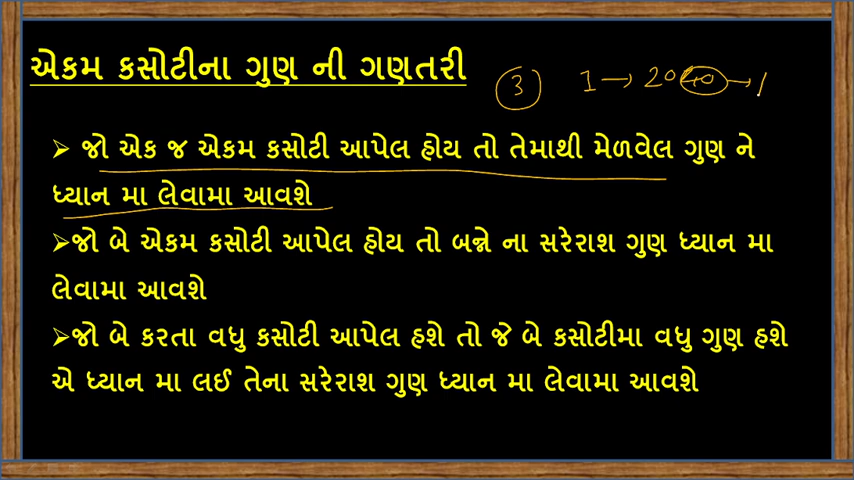 એકમ કસોટીના ગુણ ની ગણતરી
3 1 → 20 → 1
➢ જો એક જ એકમ કસોટી આપેલ હોય તો તેમાથી મેળવેલ ગુણ ને
ધ્યાન મા લેવામા આવશે
➢જો બે એકમ કસોટી આપેલ હોય તો બન્ને ના સરેરાશ ગુણ ધ્યાન મા
લેવામા આવશે
➢જો બે કરતા વધુ કસોટી આપેલ હશે તો જે બે કસોટીમા વધુ ગુણ હશે
એ ધ્યાન મા લઈ તેના સરેરાશ ગુણ ધ્યાન મા લેવામા આવશે